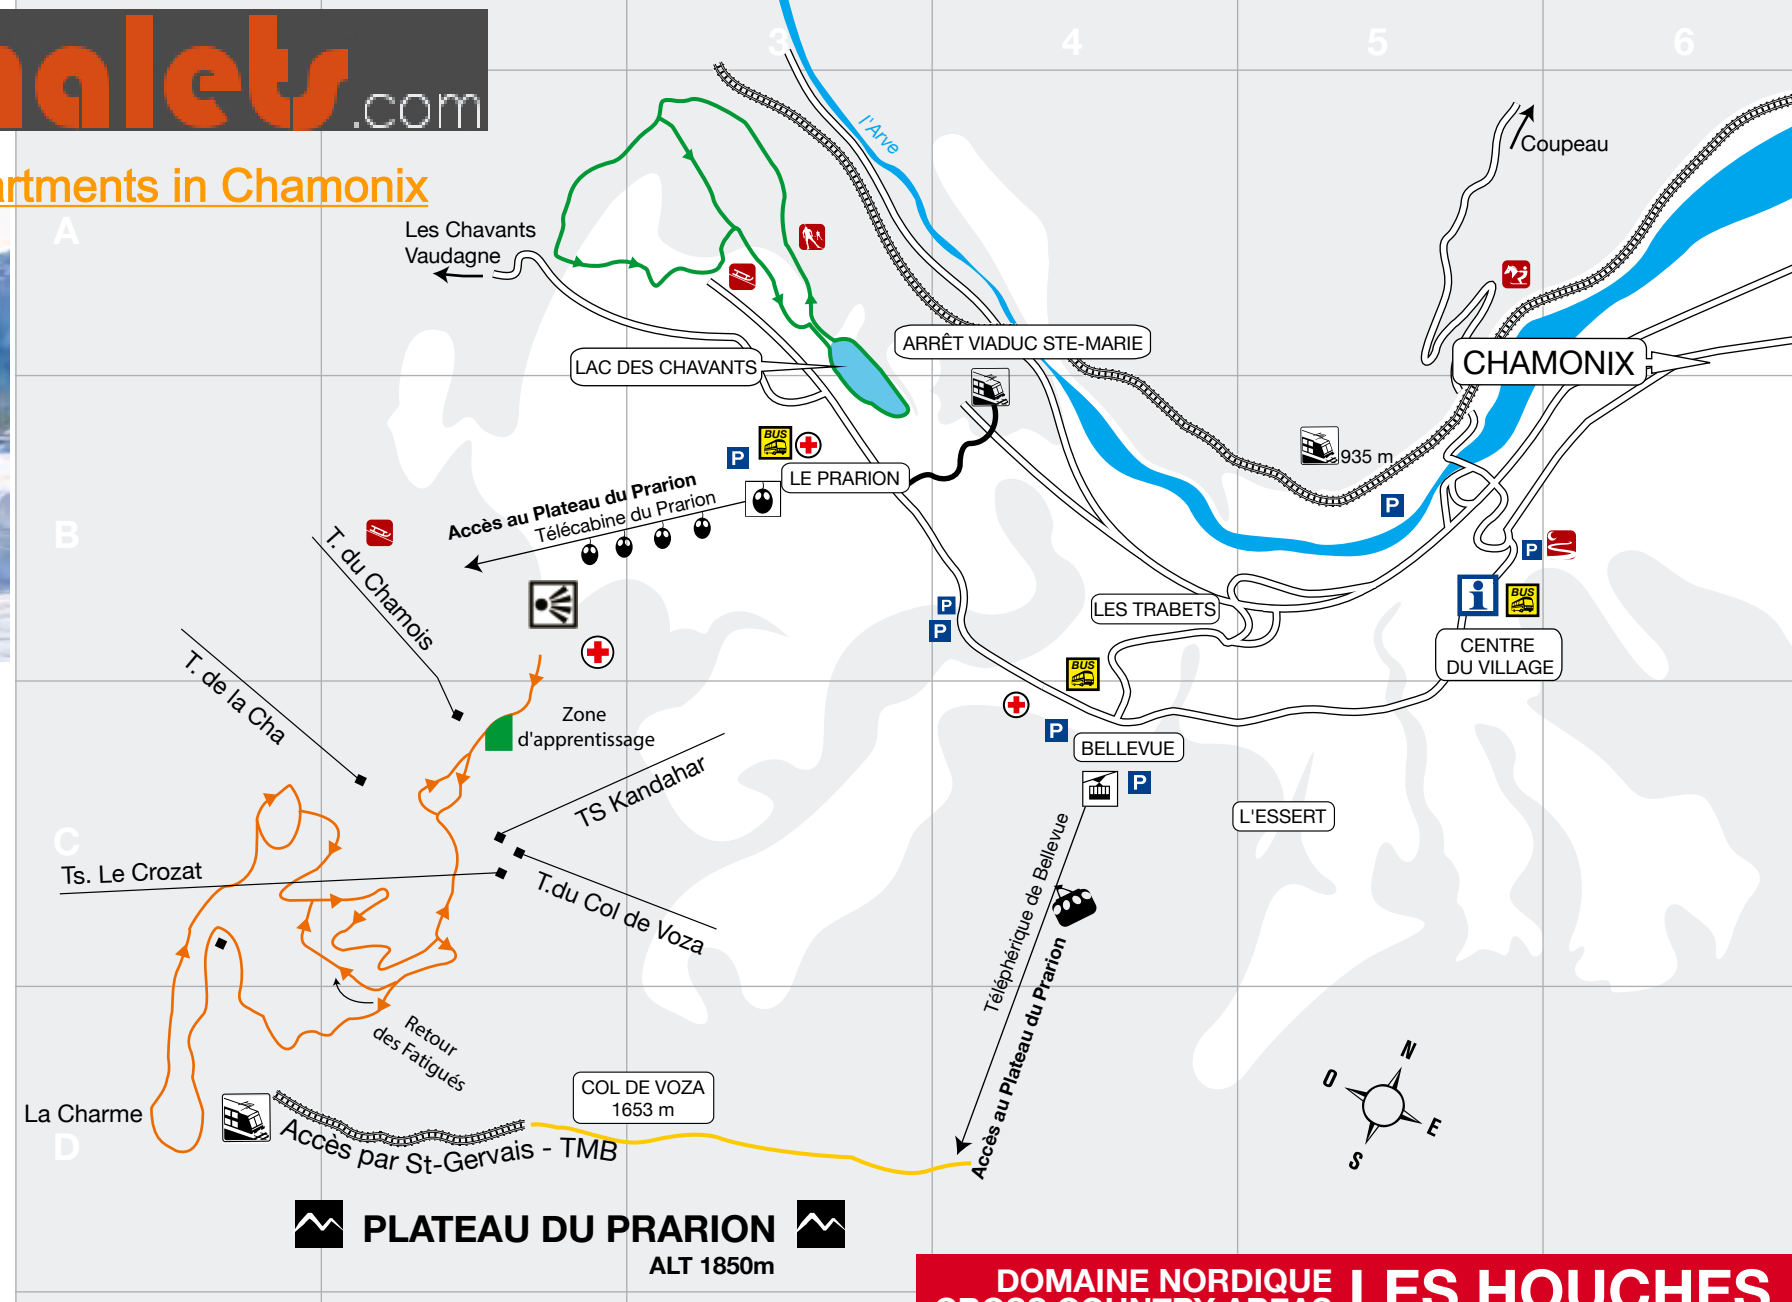 3
4
5
6
.com
artments in Chamonix
l'Arve
Coupeau
A
Les Chavants
Vaudagne
ARRÊT VIADUC STE-MARIE
LAC DES CHAVANTS
CHAMONIX
BUS
P
935 m
LE PRARION
P
Accès au Plateau du Prarion
Télécabine du Prarion
B
T. du Chamois
P
i
BUS
P
P
LES TRABETS
CENTRE
DU VILLAGE
T. de la Cha
BUS
Zone
d'apprentissage
P
BELLEVUE
P
TS Kandahar
L'ESSERT
C
Ts. Le Crozat
T.du Col de Voza
Téléphérique de Bellevue
Accès au Plateau du Prarion
Retour
des Fatigués
N
O
E
S
COL DE VOZA
1653 m
La Charme
D
Accès par St-Gervais - TMB
PLATEAU DU PRARION
ALT 1850m
DOMAINE NORDIQUE
LES HOUCHES
CROSS COUNTRY AREAS